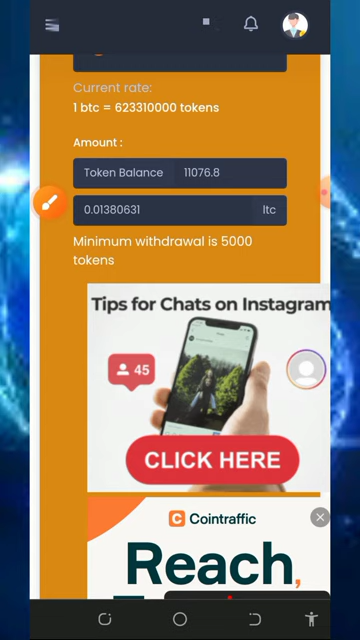 Current rate:
1 btc = 623310000 tokens
Amount :
Token Balance 11076.8
0.01380631 ltc
Minimum withdrawal is 5000
tokens
Tips for Chats on Instagram
45
CLICK HERE
Cointraffic
Reach,